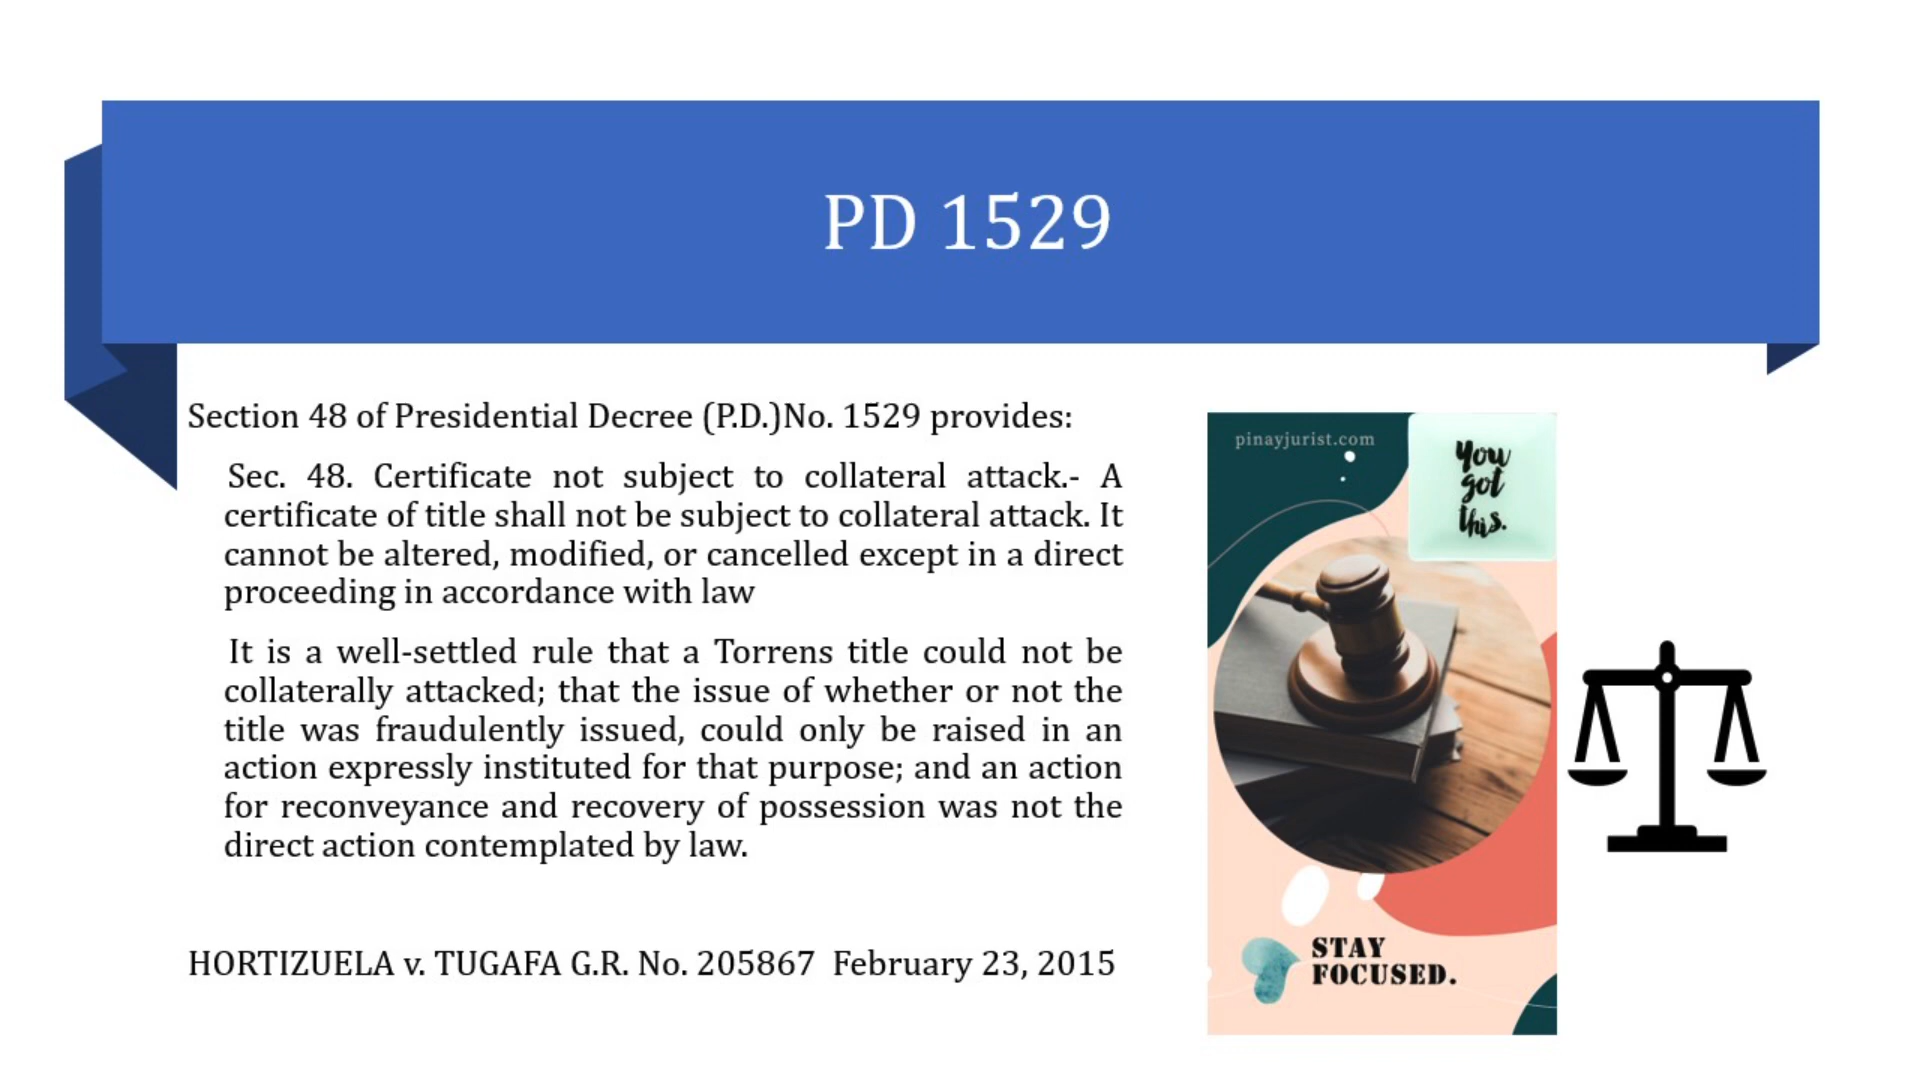 PD 1529
Section 48 of Presidential Decree (P.D.)No. 1529 provides:
Sec. 48. Certificate not subject to collateral attack.- A
certificate of title shall not be subject to collateral attack. It
cannot be altered, modified, or cancelled except in a direct
proceeding in accordance with law
It is a well-settled rule that a Torrens title could not be
collaterally attacked; that the issue of whether or not the
title was fraudulently issued, could only be raised in an
action expressly instituted for that purpose; and an action
for reconveyance and recovery of possession was not the
direct action contemplated by law.
HORTIZUELA v. TUGAFA G.R. No. 205867 February 23, 2015
pinayjurist.com
You
got
this.
STAY
FOCUSED.